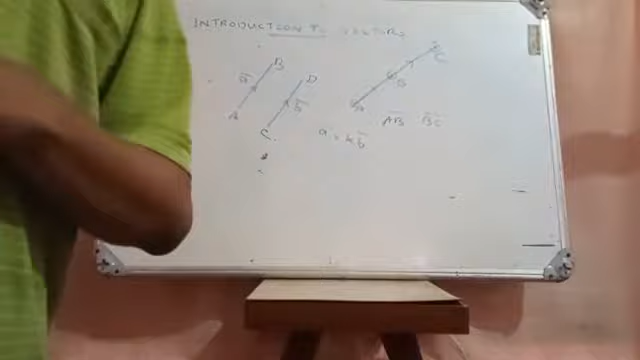 INTRODUCTION TO VECTORS
B
D
C
a
B
b
A
A
C.
AB BC
a = k b